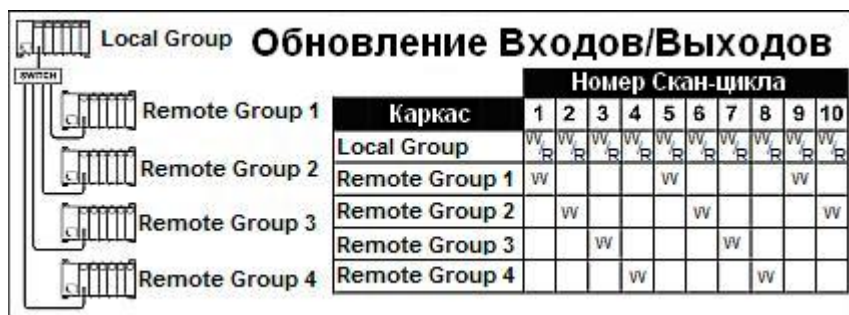 Local Group
Обновление Входов/Выходов
SWITCH
Remote Group 1
Remote Group 2
Remote Group 3
Remote Group 4
Номер Скан-цикла
Каркас 1 2 3 4 5 6 7 8 9 10
Local Group W/R W/R W/R W/R W/R W/R W/R W/R W/R W/R
Remote Group 1 W W W
Remote Group 2 W W W
Remote Group 3 W W
Remote Group 4 W W